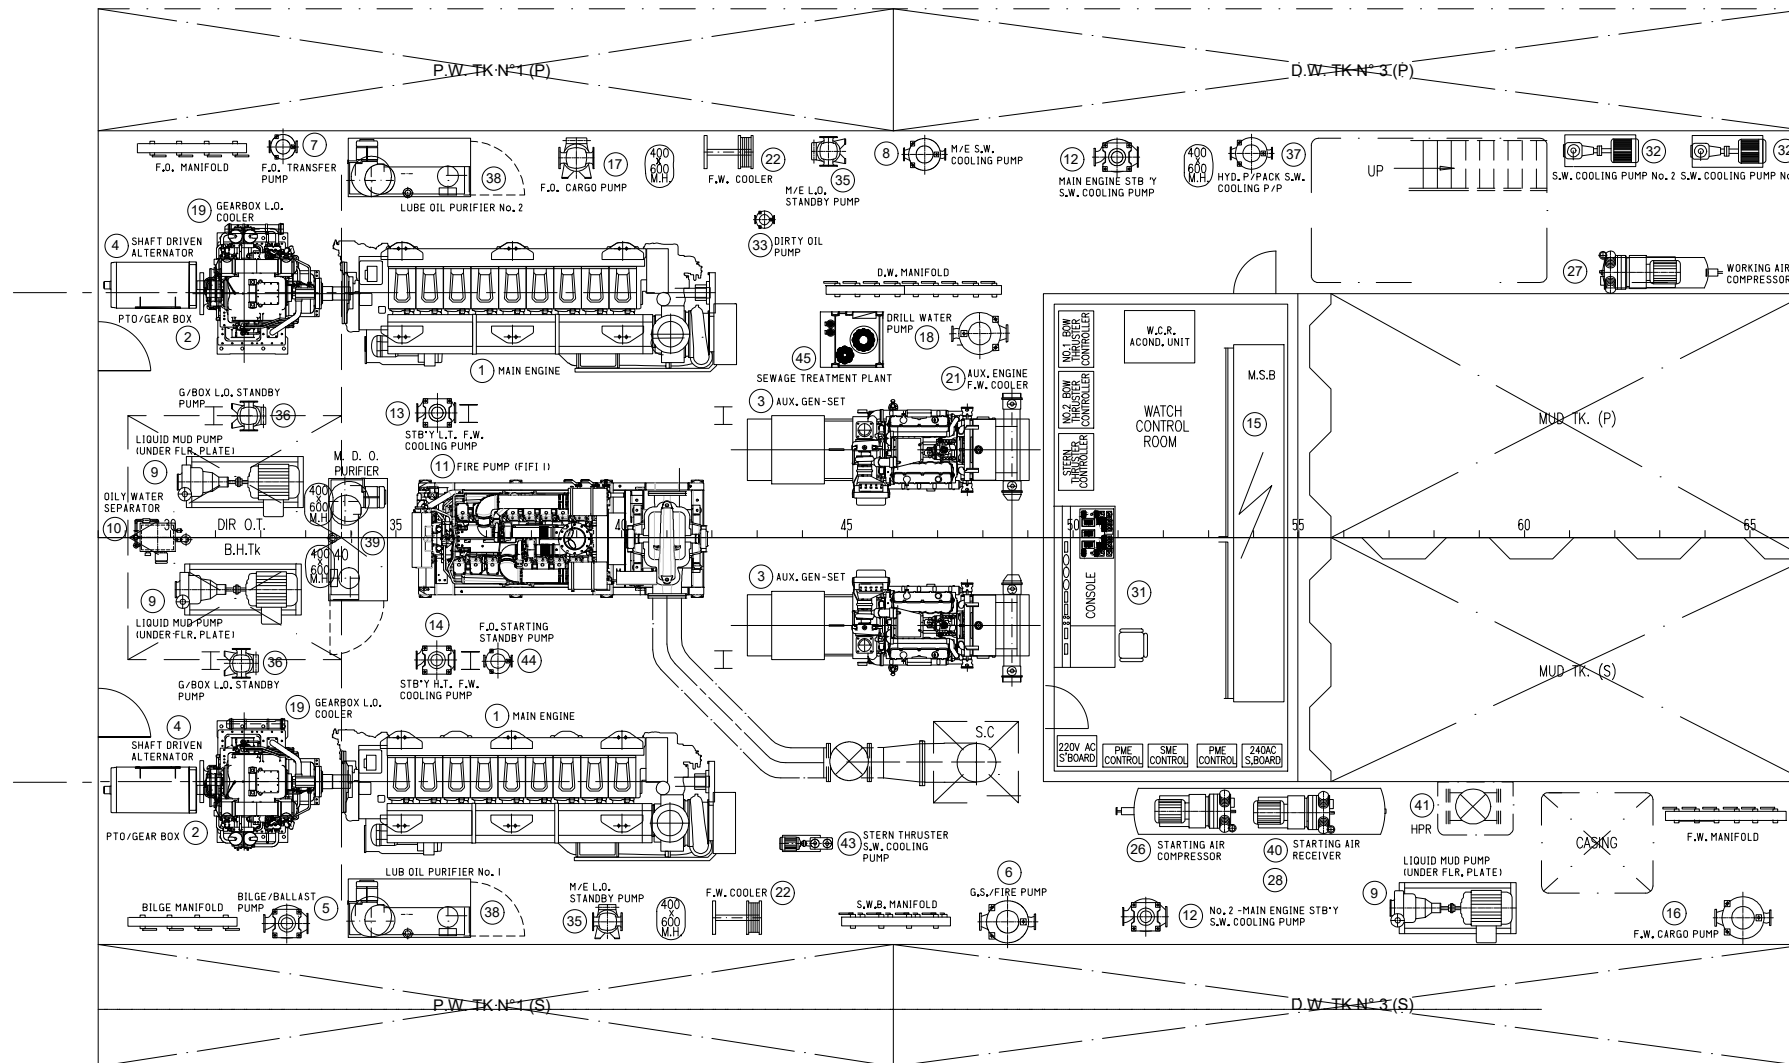 P.W. TK N°1 (P)
D.W. TK N° 3 (P)
F.O. MANIFOLD
7
F.O. TRANSFER
PUMP
38
LUBE OIL PURIFIER No. 2
17
F.O. CARGO PUMP
400
X
600
M.H.
22
F.W. COOLER
35
M/E L.O.
STANDBY PUMP
8
M/E S.W.
COOLING PUMP
12
MAIN ENGINE STB'Y
S.W. COOLING PUMP
400
X
600
M.H.
37
HYD. P/PACK S.W.
COOLING P/P
UP
32
S.W. COOLING PUMP No. 2
32
S.W. COOLING PUMP
19
GEARBOX L.O.
COOLER
4
SHAFT DRIVEN
ALTERNATOR
PTO/GEAR BOX
2
1
MAIN ENGINE
33
DIRTY OIL
PUMP
D.W. MANIFOLD
DRILL WATER
PUMP
18
45
SEWAGE TREATMENT PLANT
21
AUX. ENGINE
F.W. COOLER
27
WORKING AIR
COMPRESSOR
NO.1 BOW
THRUSTER
CONTROLLER
NO.2 BOW
THRUSTER
CONTROLLER
STERN
THRUSTER
CONTROLLER
W.C.R.
ACOND. UNIT
M.S.B
WATCH
CONTROL
ROOM
15
MUD TK. (P)
G/BOX L.O. STANDBY
PUMP
36
13
STB'Y L.T. F.W.
COOLING PUMP
3
AUX. GEN-SET
LIQUID MUD PUMP
(UNDER FLR. PLATE)
9
M. D. O.
PURIFIER
11
FIRE PUMP (FIFI 1)
OILY WATER
SEPARATOR
10
400
X
600
M.H.
30
DIR O.T.
35
40
45
50
55
60
65
B.H.Tk
400
X
600
M.H.
40
39
9
LIQUID MUD PUMP
(UNDER FLR. PLATE)
3
AUX. GEN-SET
CONSOLE
31
14
F.O. STARTING
STANDBY PUMP
44
STB'Y H.T. F.W.
COOLING PUMP
36
G/BOX L.O. STANDBY
PUMP
MUD TK. (S)
19
GEARBOX L.O.
COOLER
4
SHAFT DRIVEN
ALTERNATOR
1
MAIN ENGINE
S.C
220V AC
S'BOARD
PME
CONTROL
SME
CONTROL
PME
CONTROL
240AC
S.BOARD
PTO/GEAR BOX
2
43
STERN THRUSTER
S.W. COOLING
PUMP
26
STARTING AIR
COMPRESSOR
40
STARTING AIR
RECEIVER
28
41
HPR
CASING
F.W. MANIFOLD
LUB OIL PURIFIER No. 1
38
BILGE MANIFOLD
BILGE/BALLAST
PUMP
5
M/E L.O.
STANDBY PUMP
35
400
X
600
M.H
F.W. COOLER
22
S.W.B. MANIFOLD
6
G.S./FIRE PUMP
12
No. 2 -MAIN ENGINE STB'Y
S.W. COOLING PUMP
LIQUID MUD PUMP
(UNDER FLR. PLATE)
9
16
F.W. CARGO PUMP
P.W. TK N°1 (S)
D.W. TK N° 3 (S)